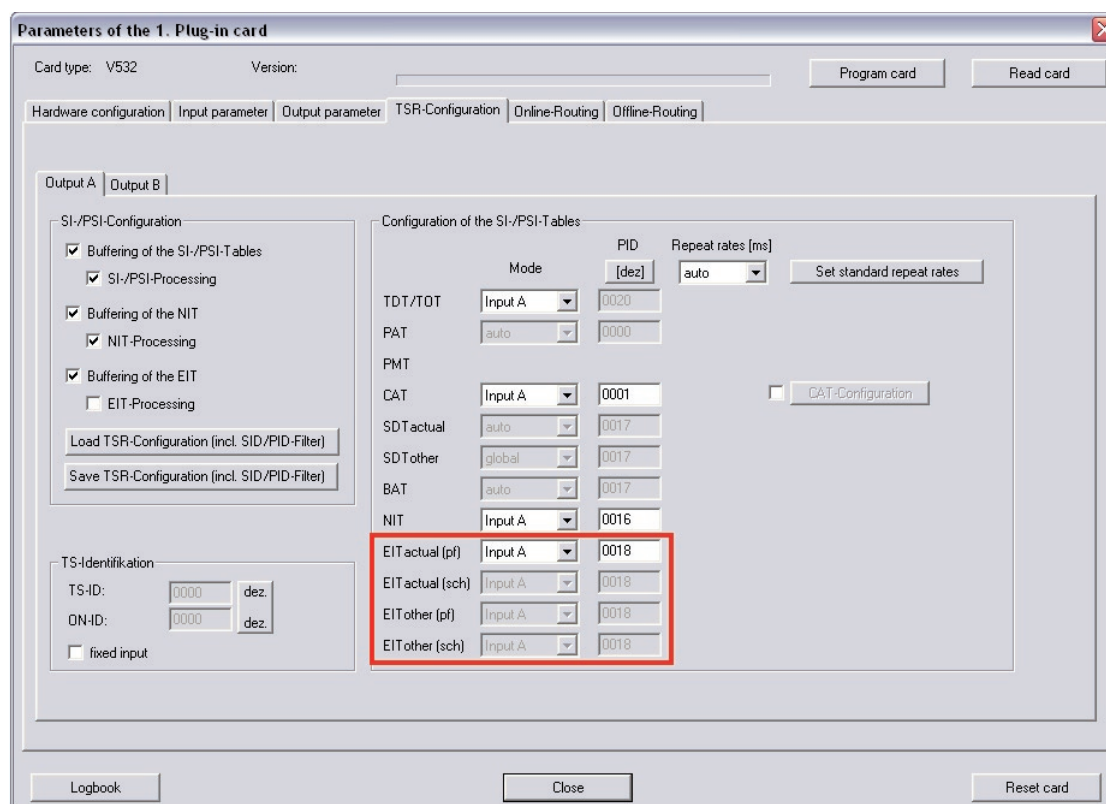 Parameters of the 1. Plug-in card
Card type: V532 Version: Program card Read card
Hardware configuration Input parameter Output parameter TSR-Configuration Online-Routing Offline-Routing
Output A Output B
SI-/PSI-Configuration
Buffering of the SI-/PSI-Tables
SI-/PSI-Processing
Buffering of the NIT
NIT-Processing
Buffering of the EIT
EIT-Processing
Load TSR-Configuration (incl. SID/PID-Filter)
Save TSR-Configuration (incl. SID/PID-Filter)
TS-Identifikation
TS-ID: 0000 dez.
ON-ID: 0000 dez.
fixed input
Configuration of the SI-/PSI-Tables
PID Repeat rates [ms]
Mode [dez] auto Set standard repeat rates
TDT/TOT Input A 0020
PAT auto 0000
PMT
CAT Input A 0001 CAT-Configuration
SDTactual auto 0017
SDTother global 0017
BAT auto 0017
NIT Input A 0016
EITactual (pf) Input A 0018
EITactual (sch) Input A 0018
EITother (pf) Input A 0018
EITother (sch) Input A 0018
Logbook Close Reset card